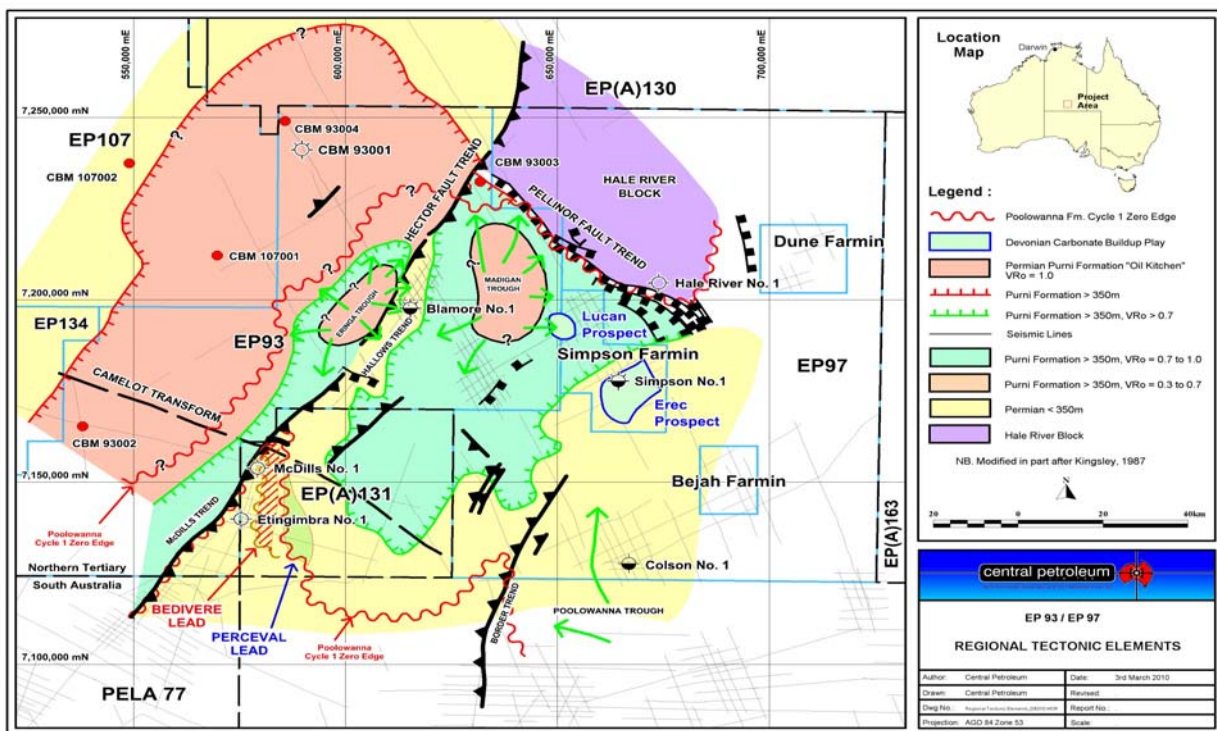 550,000 mE
600,000 mE
650,000 mE
700,000 mE
7,250,000 mN
7,200,000 mN
7,150,000 mN
7,100,000 mN
EP(A)130
EP107
CBM 93004
CBM 93001
CBM 107002
CBM 93003
HECTOR FAULT TREND
HALE RIVER
BLOCK
PELLINOR FAULT TREND
CBM 107001
Dune Farmin
MADIGAN
TROUGH
Hale River No. 1
ERINGA TROUGH
Blamore No.1
EP134
EP93
HALLOWS TREND
Lucan
Prospect
Simpson Farmin
EP97
Simpson No.1
Erec
Prospect
CAMELOT TRANSFORM
CBM 93002
McDills No. 1
EP(A)131
Bejah Farmin
Etingimbra No. 1
McDILLS TREND
Poolowanna
Cycle 1 Zero Edge
EP(A)163
Northern Tertiary
South Australia
Colson No. 1
BEDIVERE
LEAD
PERCEVAL
LEAD
Poolowanna
Cycle 1 Zero Edge
BORDER TREND
POOLOWANNA TROUGH
PELA 77
? ? ? ? ? ? ? ? ?
Location
Map
Darwin
Project
Area
Legend :
Poolowanna Fm. Cycle 1 Zero Edge
Devonian Carbonate Buildup Play
Permian Purni Formation "Oil Kitchen"
VRo = 1.0
Purni Formation > 350m
Purni Formation > 350m, VRo > 0.7
Seismic Lines
Purni Formation > 350m, VRo = 0.7 to 1.0
Purni Formation > 350m, VRo = 0.3 to 0.7
Permian < 350m
Hale River Block
NB. Modified in part after Kingsley, 1987
N
20 0 20 40km
central petroleum
EP 93 / EP 97
REGIONAL TECTONIC ELEMENTS
Author: Central Petroleum Date: 3rd March 2010
Drawn: Central Petroleum Revised:
Dwg No.: Regional Tectonic Elements Report No.:
Projection: AGD 84 Zone 53 Scale: